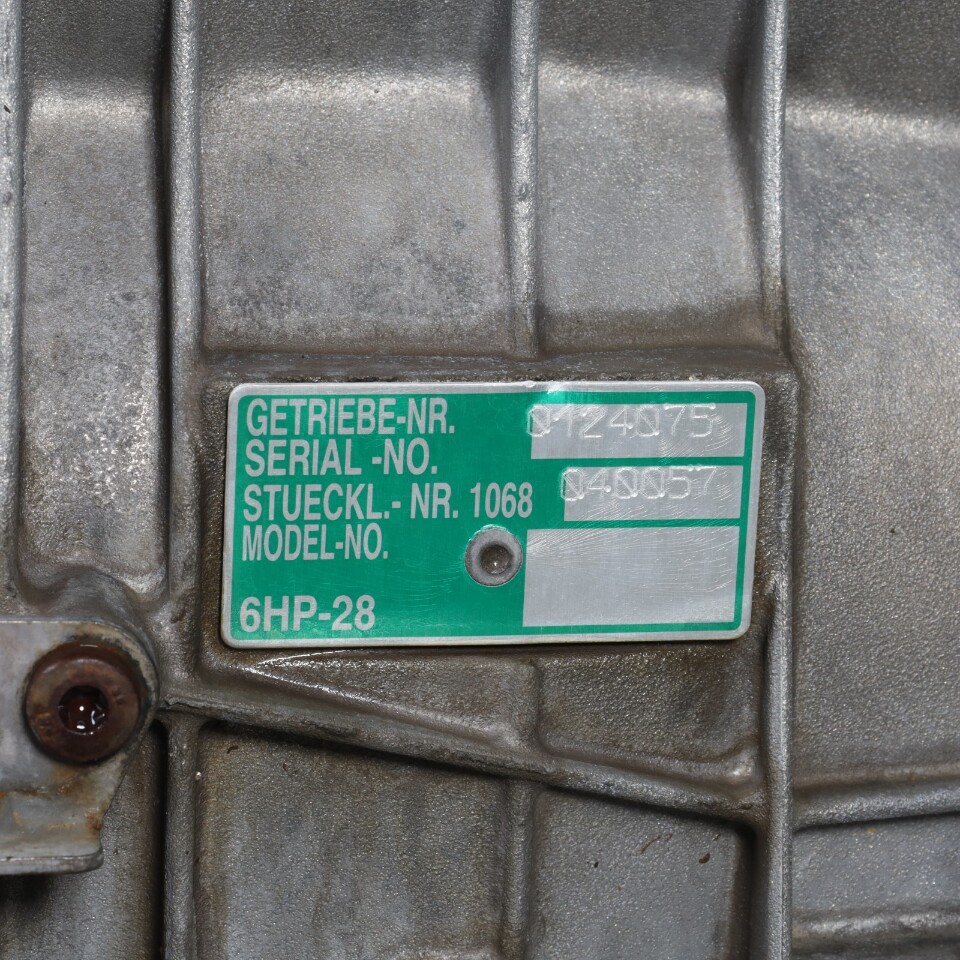 GETRIEBE-NR. 0124075
SERIAL -NO.
STUECKL.- NR. 1068 040057
MODEL-NO.
6HP-28